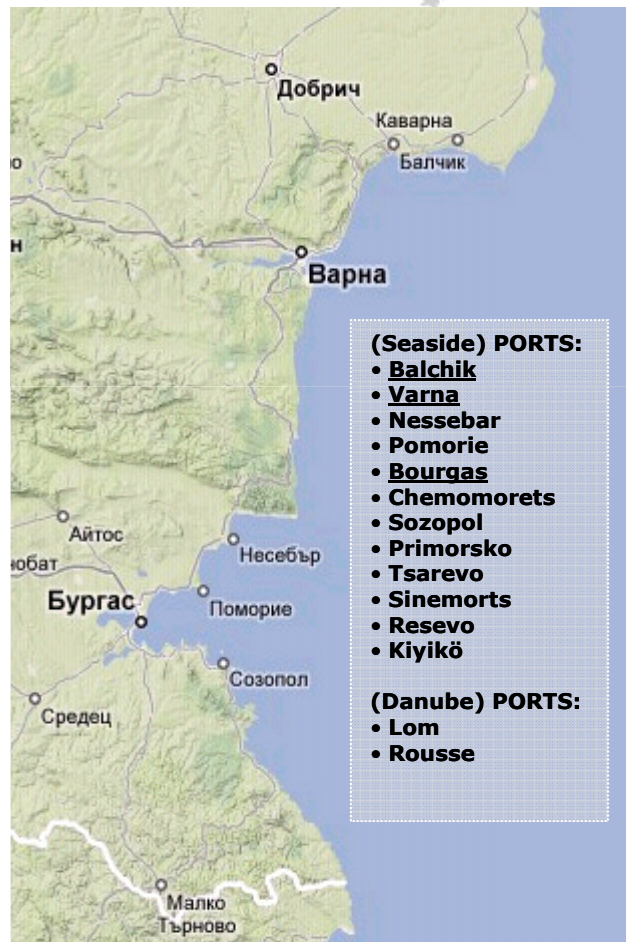 Добрич
Каварна
Балчик
о
н
Варна
(Seaside) PORTS:
• Balchik
• Varna
• Nessebar
• Pomorie
• Bourgas
• Chemomorets
• Sozopol
• Primorsko
• Tsarevo
• Sinemorts
• Resevo
• Kiyikö
(Danube) PORTS:
• Lom
• Rousse
Айтос
нобат
Несебър
Бургас
Поморие
Созопол
Средец
Малко
Търново